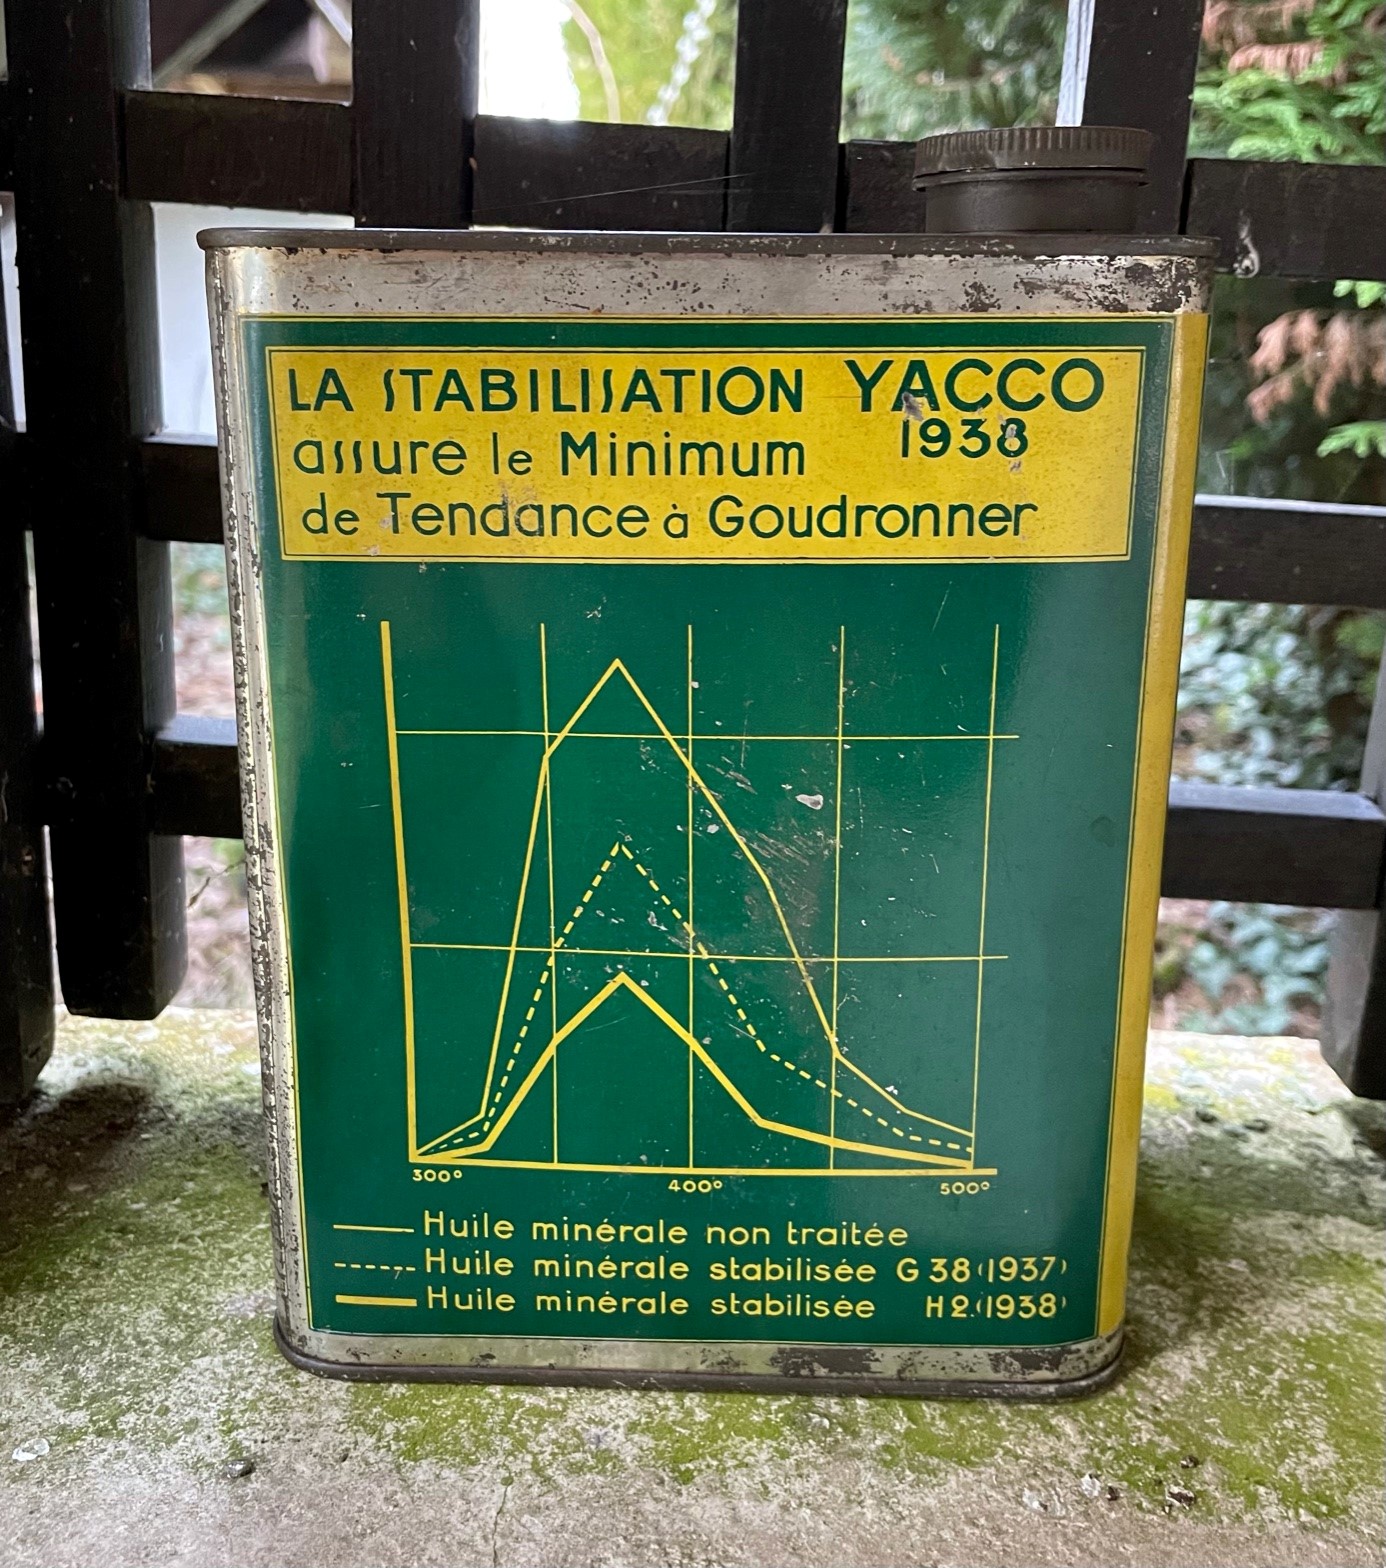 LA STABILISATION YACCO
1938
assure le Minimum
de Tendance à Goudronner
300° 400° 500°
Huile minérale non traitée
Huile minérale stabilisée G 38 (1937)
Huile minérale stabilisée H2 (1938)